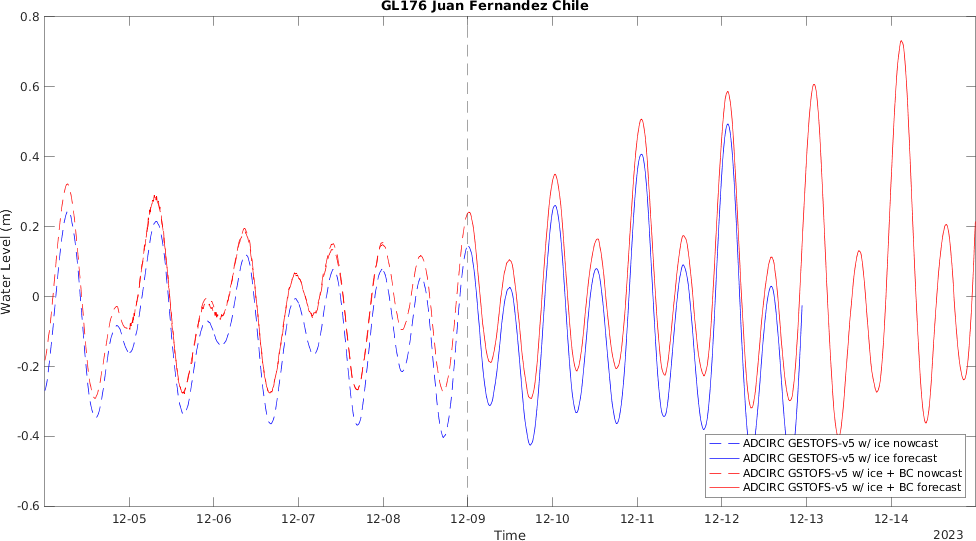 GL176 Juan Fernandez Chile
0.8
0.6
0.4
0.2
0
-0.2
-0.4
-0.6
Water Level (m)
12-05 12-06 12-07 12-08 12-09 12-10 12-11 12-12 12-13 12-14
Time
2023
ADCIRC GESTOFS-v5 w/ ice nowcast
ADCIRC GESTOFS-v5 w/ ice forecast
ADCIRC GSTOFS-v5 w/ ice + BC nowcast
ADCIRC GSTOFS-v5 w/ ice + BC forecast